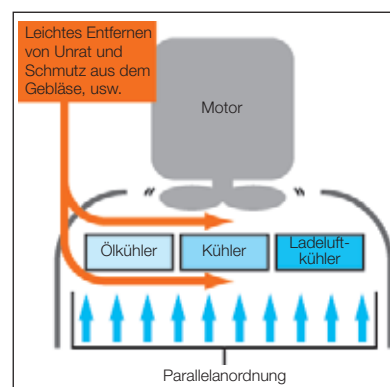 Leichtes Entfernen
von Unrat und
Schmutz aus dem
Gebläse, usw.
Motor
Ölkühler
Kühler
Ladeluft-
kühler
Parallelanordnung